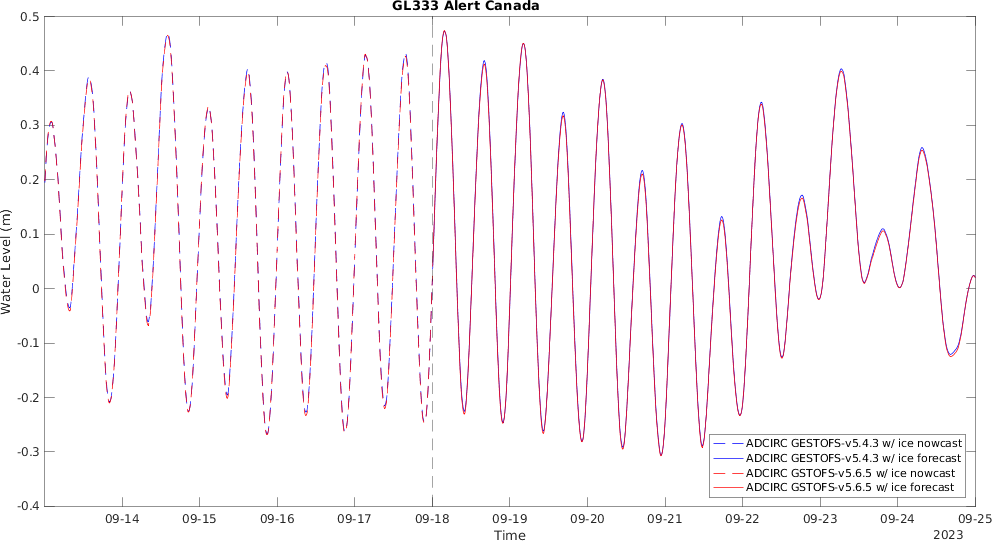 GL333 Alert Canada
0.5
0.4
0.3
0.2
0.1
0
-0.1
-0.2
-0.3
-0.4
Water Level (m)
ADCIRC GESTOFS-v5.4.3 w/ ice nowcast
ADCIRC GESTOFS-v5.4.3 w/ ice forecast
ADCIRC GSTOFS-v5.6.5 w/ ice nowcast
ADCIRC GSTOFS-v5.6.5 w/ ice forecast
09-14 09-15 09-16 09-17 09-18 09-19 09-20 09-21 09-22 09-23 09-24 09-25
Time
2023